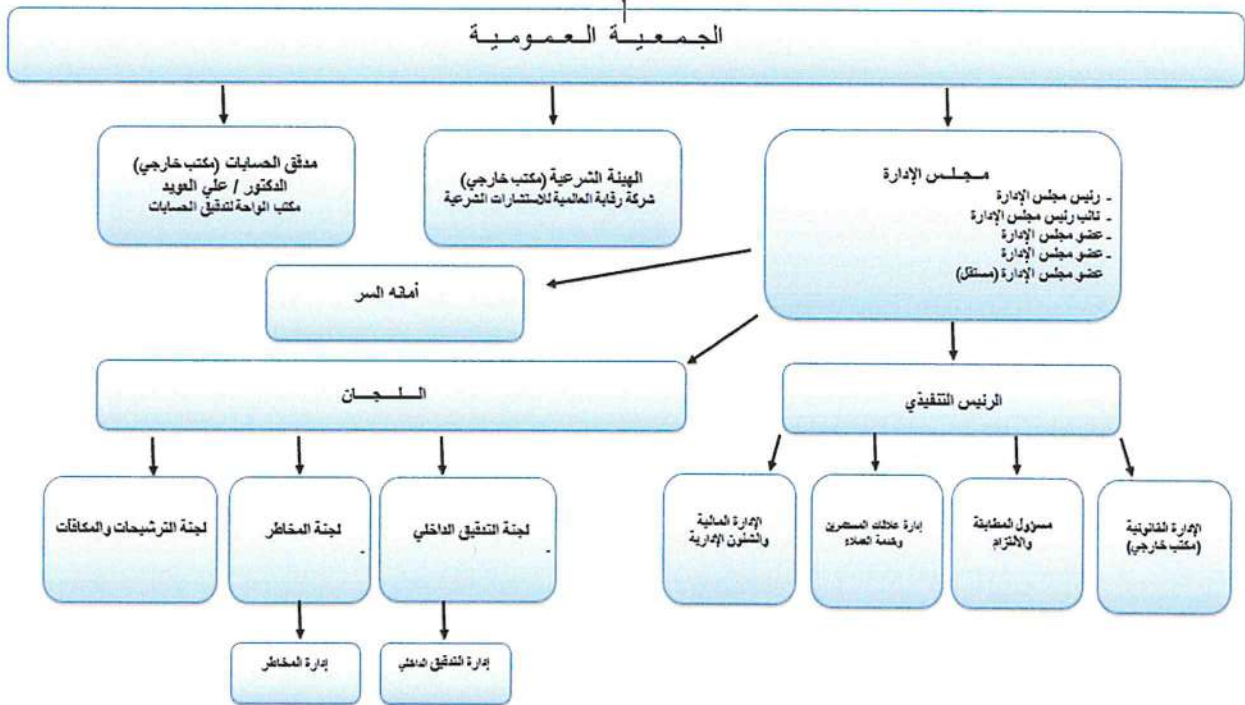 الجمعية العمومية
مجلس الإدارة
- رئيس مجلس الإدارة
- نائب رئيس مجلس الإدارة
- عضو مجلس الإدارة
- عضو مجلس الإدارة
عضو مجلس الإدارة (مستقل)
الهيئة الشرعية (مكتب خارجي)
شركة رقابة العالمية للاستشارات الشرعية
مدقق الحسابات (مكتب خارجي)
الدكتور / علي العويد
مكتب الواحة لتدقيق الحسابات
أمانه السر
الرئيس التنفيذي
اللجان
الإدارة القانونية
(مكتب خارجي)
مسؤول المطابقة
والالتزام
إدارة علاقات المستثمرين
وخدمة العملاء
الإدارة المالية
والشئون الإدارية
لجنة التدقيق الداخلي
-
لجنة المخاطر
-
لجنة الترشيحات والمكافآت
إدارة التدقيق الداخلي
إدارة المخاطر